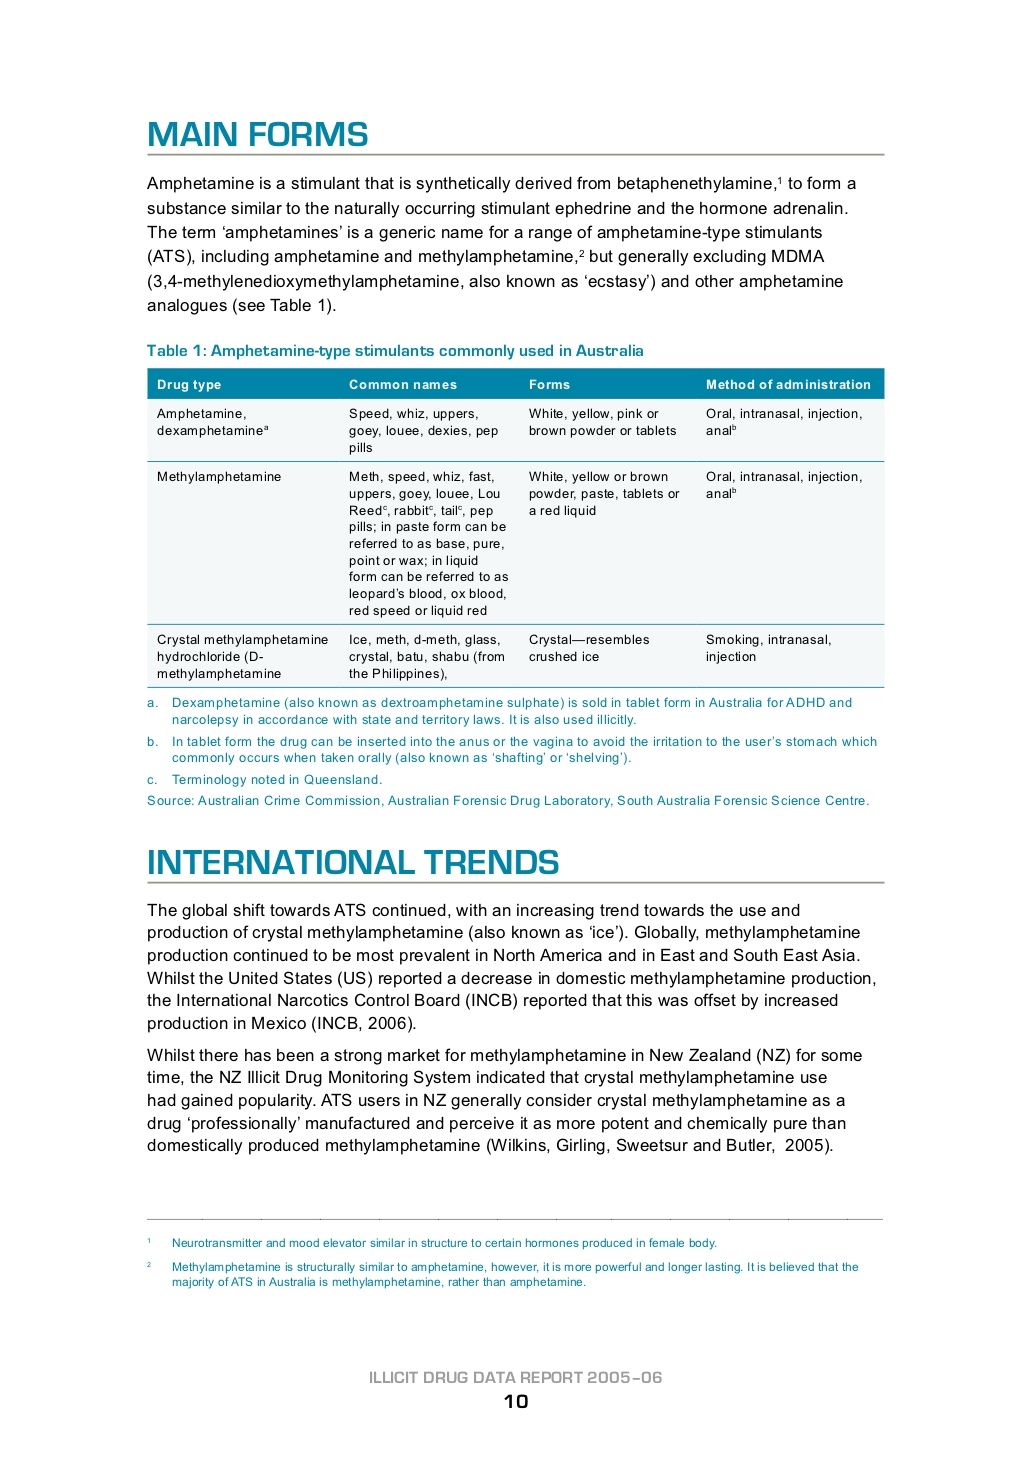 MAIN FORMS
Amphetamine is a stimulant that is synthetically derived from betaphenethylamine,¹ to form a
substance similar to the naturally occurring stimulant ephedrine and the hormone adrenalin.
The term ‘amphetamines’ is a generic name for a range of amphetamine-type stimulants
(ATS), including amphetamine and methylamphetamine,² but generally excluding MDMA
(3,4-methylenedioxymethylamphetamine, also known as ‘ecstasy’) and other amphetamine
analogues (see Table 1).
Table 1: Amphetamine-type stimulants commonly used in Australia
Drug type Common names Forms Method of administration
Amphetamine, Speed, whiz, uppers, White, yellow, pink or Oral, intranasal, injection,
dexamphetamineᵃ goey, louee, dexies, pep brown powder or tablets analᵇ
pills
Methylamphetamine Meth, speed, whiz, fast, White, yellow or brown Oral, intranasal, injection,
uppers, goey, louee, Lou powder, paste, tablets or analᵇ
Reedᶜ, rabbitᶜ, tailᶜ, pep a red liquid
pills; in paste form can be
referred to as base, pure,
point or wax; in liquid
form can be referred to as
leopard’s blood, ox blood,
red speed or liquid red
Crystal methylamphetamine Ice, meth, d-meth, glass, Crystal—resembles Smoking, intranasal,
hydrochloride (D- crystal, batu, shabu (from crushed ice injection
methylamphetamine the Philippines),
a. Dexamphetamine (also known as dextroamphetamine sulphate) is sold in tablet form in Australia for ADHD and
narcolepsy in accordance with state and territory laws. It is also used illicitly.
b. In tablet form the drug can be inserted into the anus or the vagina to avoid the irritation to the user’s stomach which
commonly occurs when taken orally (also known as ‘shafting’ or ‘shelving’).
c. Terminology noted in Queensland.
Source: Australian Crime Commission, Australian Forensic Drug Laboratory, South Australia Forensic Science Centre.
INTERNATIONAL TRENDS
The global shift towards ATS continued, with an increasing trend towards the use and
production of crystal methylamphetamine (also known as ‘ice’). Globally, methylamphetamine
production continued to be most prevalent in North America and in East and South East Asia.
Whilst the United States (US) reported a decrease in domestic methylamphetamine production,
the International Narcotics Control Board (INCB) reported that this was offset by increased
production in Mexico (INCB, 2006).
Whilst there has been a strong market for methylamphetamine in New Zealand (NZ) for some
time, the NZ Illicit Drug Monitoring System indicated that crystal methylamphetamine use
had gained popularity. ATS users in NZ generally consider crystal methylamphetamine as a
drug ‘professionally’ manufactured and perceive it as more potent and chemically pure than
domestically produced methylamphetamine (Wilkins, Girling, Sweetsur and Butler, 2005).
¹ Neurotransmitter and mood elevator similar in structure to certain hormones produced in female body.
² Methylamphetamine is structurally similar to amphetamine, however, it is more powerful and longer lasting. It is believed that the
majority of ATS in Australia is methylamphetamine, rather than amphetamine.
ILLICIT DRUG DATA REPORT 2005–06
10